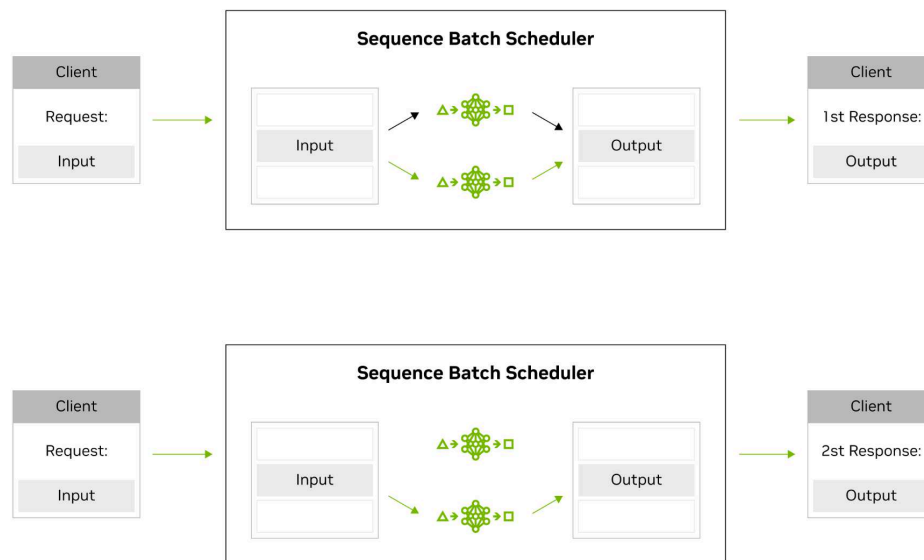 Sequence Batch Scheduler
Client
Request:
Input
Input
Output
Client
1st Response:
Output
Sequence Batch Scheduler
Client
Request:
Input
Input
Output
Client
2st Response:
Output